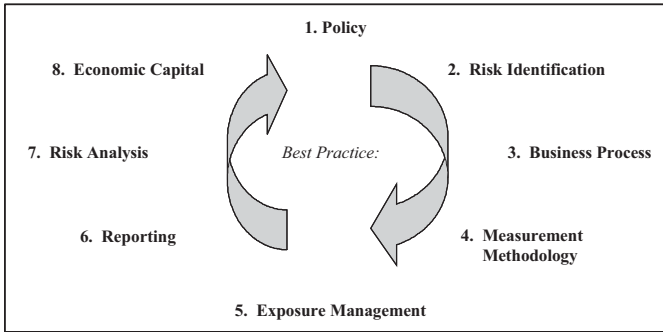 1. Policy
2. Risk Identification
3. Business Process
4. Measurement
Methodology
5. Exposure Management
6. Reporting
7. Risk Analysis
8. Economic Capital
Best Practice: